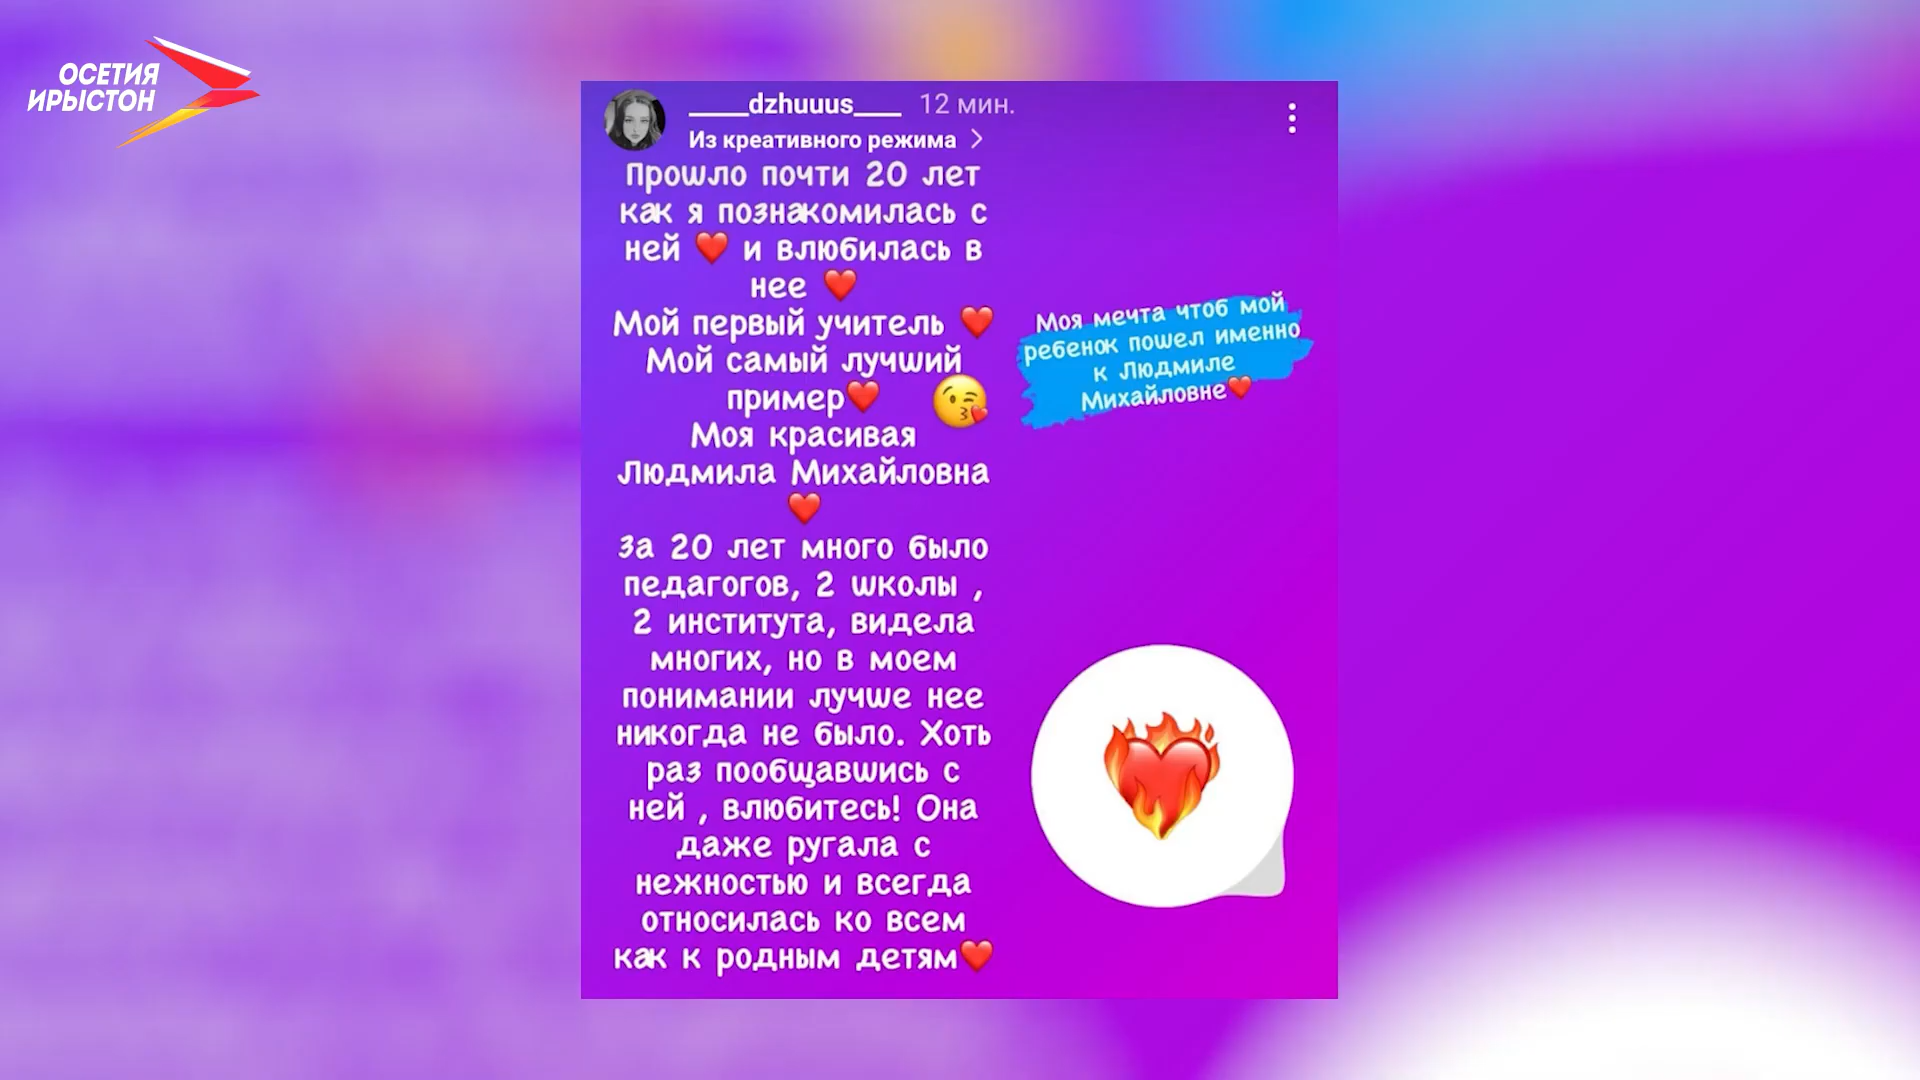 ОСЕТИЯ
ИРЫСТОН
____dzhuuus___ 12 мин.
Из креативного режима
Прошло почти 20 лет
как я познакомилась с
ней ❤️ и влюбилась в
нее ❤️
Мой первый учитель ❤️
Мой самый лучший
пример❤️ 😘
Моя красивая
Людмила Михайловна
❤️
За 20 лет много было
педагогов, 2 школы ,
2 института, видела
многих, но в моем
понимании лучше нее
никогда не было. Хоть
раз пообщавшись с
ней , влюбитесь! Она
даже ругала с
нежностью и всегда
относилась ко всем
как к родным детям❤️
Моя мечта чтоб мой
ребенок пошел именно
к Людмиле
Михайловне❤️